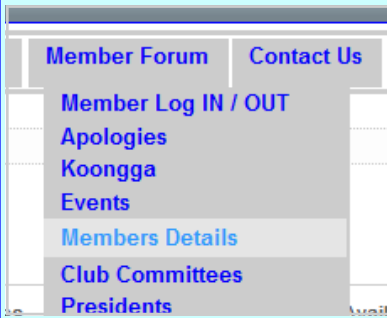 Member Forum Contact Us
Member Log IN / OUT
Apologies
Koongga
Events
Members Details
Club Committees
Presidents